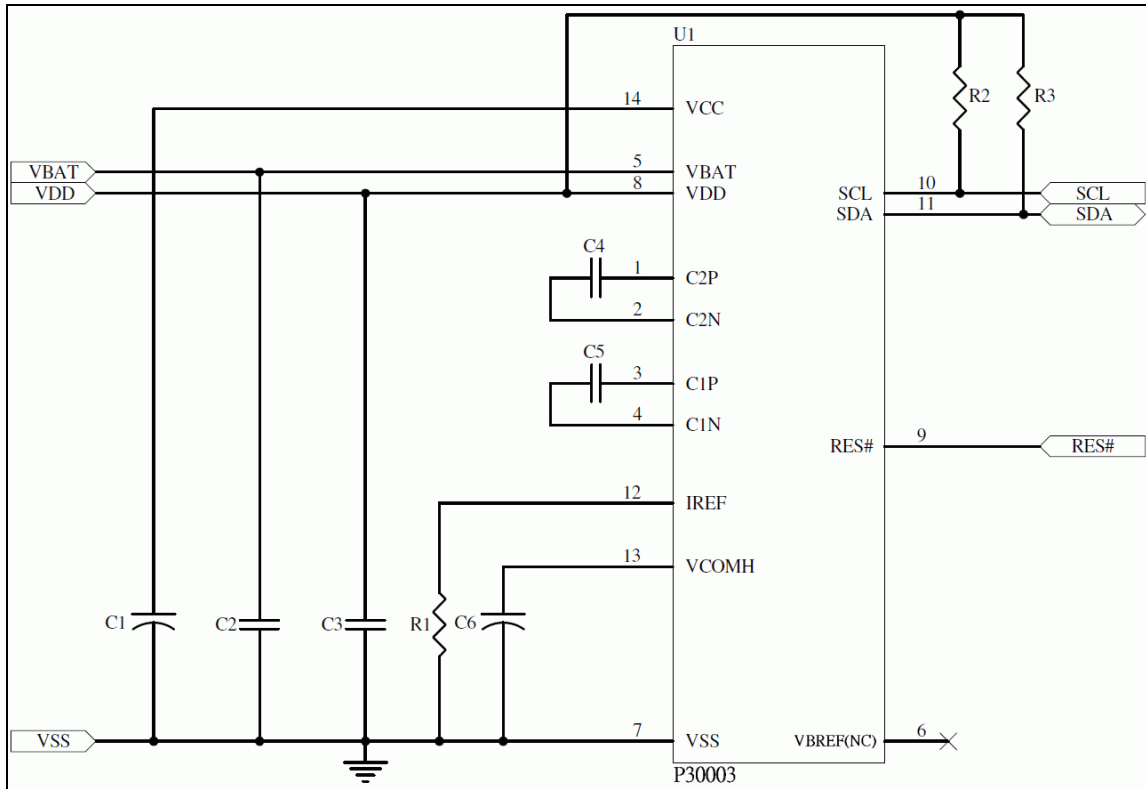 U1
R2
R3
14
VCC
VBAT
5
VBAT
VDD
8
VDD
SCL
10
SCL
SDA
11
SDA
C4
1
C2P
2
C2N
C5
3
C1P
4
C1N
RES#
9
RES#
12
IREF
13
VCOMH
C1
C2
C3
R1
C6
VSS
7
VSS
VBREF(NC)
6
P30003